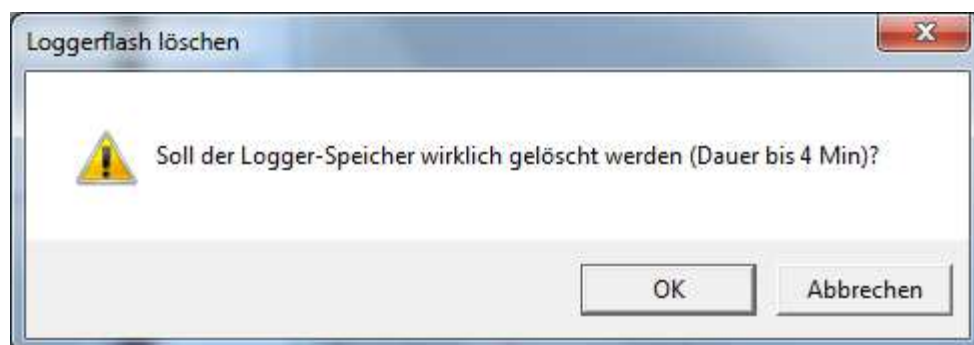 Loggerflash löschen
Soll der Logger-Speicher wirklich gelöscht werden (Dauer bis 4 Min)?
OK
Abbrechen